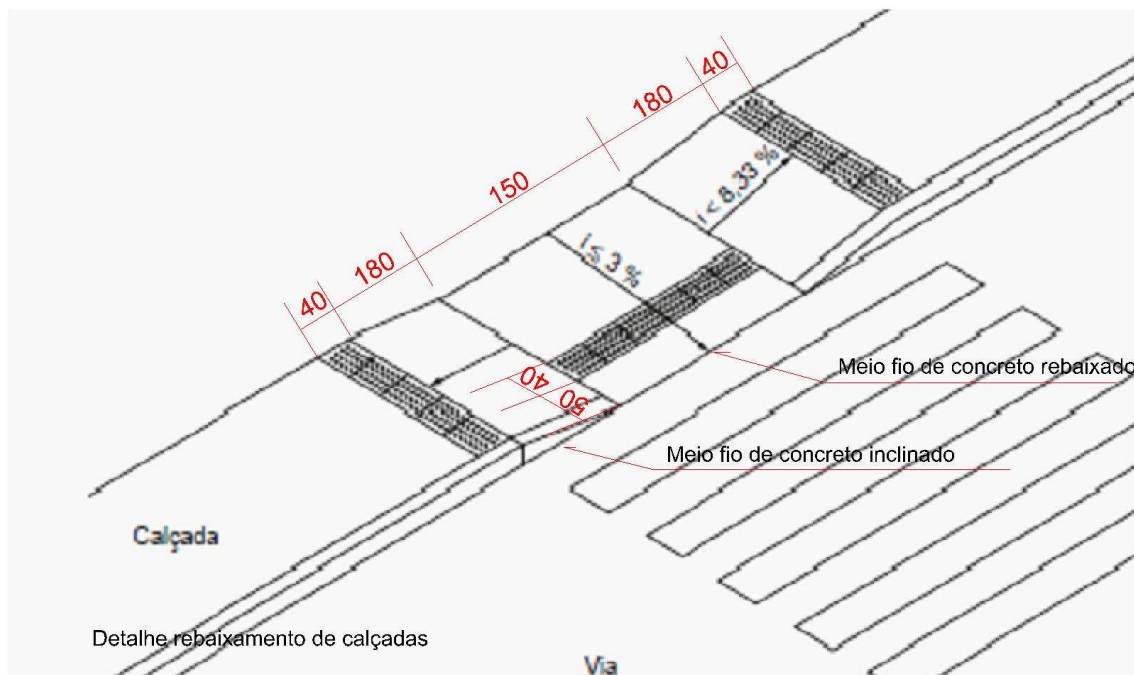 40
180
150
180
40
i < 8,33 %
i ≤ 3 %
40
50
Meio fio de concreto rebaixado
Meio fio de concreto inclinado
Calçada
Detalhe rebaixamento de calçadas
Via